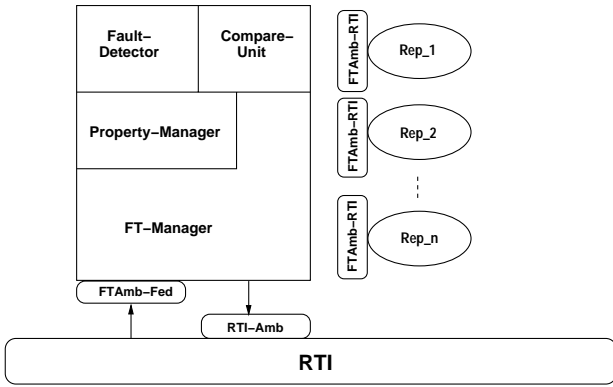 Fault–
Detector
Compare–
Unit
Property–Manager
FT–Manager
FTAmb–RTI
Rep_1
FTAmb–RTI
Rep_2
FTAmb–RTI
Rep_n
FTAmb–Fed
RTI–Amb
RTI